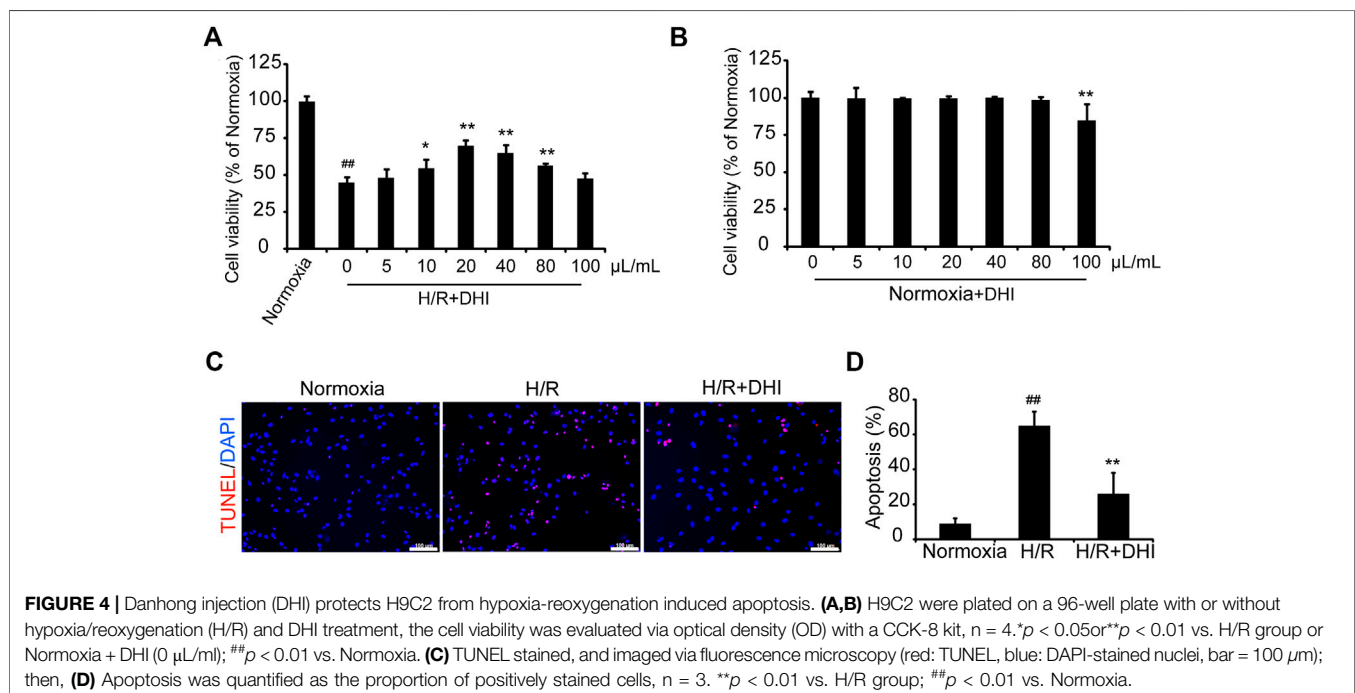 A
B
Cell viability (% of Normoxia)
125
100
75
50
25
0
##
*
**
**
**
Normoxia
0 5 10 20 40 80 100 µL/mL
H/R+DHI
Cell viability (% of Normoxia)
125
100
75
50
25
0
**
0 5 10 20 40 80 100 µL/mL
Normoxia+DHI
C
D
Normoxia H/R H/R+DHI
TUNEL/DAPI
100 µm 100 µm 100 µm
Apoptosis (%)
80
60
40
20
0
##
**
Normoxia H/R H/R+DHI
FIGURE 4 | Danhong injection (DHI) protects H9C2 from hypoxia-reoxygenation induced apoptosis. (A,B) H9C2 were plated on a 96-well plate with or without
hypoxia/reoxygenation (H/R) and DHI treatment, the cell viability was evaluated via optical density (OD) with a CCK-8 kit, n = 4.*p < 0.05or**p < 0.01 vs. H/R group or
Normoxia + DHI (0 µL/ml); ##p < 0.01 vs. Normoxia. (C) TUNEL stained, and imaged via fluorescence microscopy (red: TUNEL, blue: DAPI-stained nuclei, bar = 100 µm);
then, (D) Apoptosis was quantified as the proportion of positively stained cells, n = 3. **p < 0.01 vs. H/R group; ##p < 0.01 vs. Normoxia.